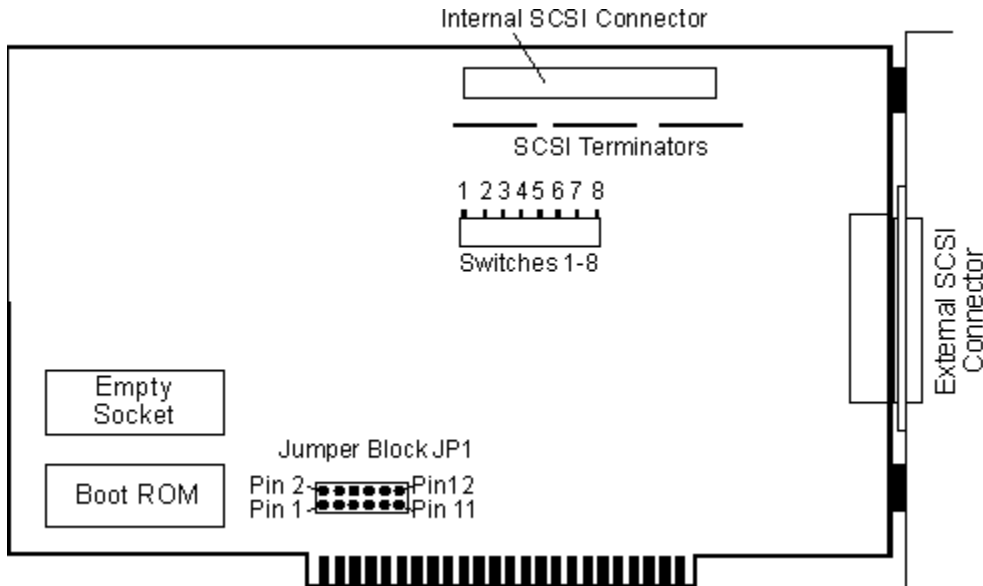 Internal SCSI Connector
SCSI Terminators
1 2 3 4 5 6 7 8
Switches 1-8
External SCSI
Connector
Empty
Socket
Boot ROM
Jumper Block JP1
Pin 2
Pin12
Pin 1
Pin 11